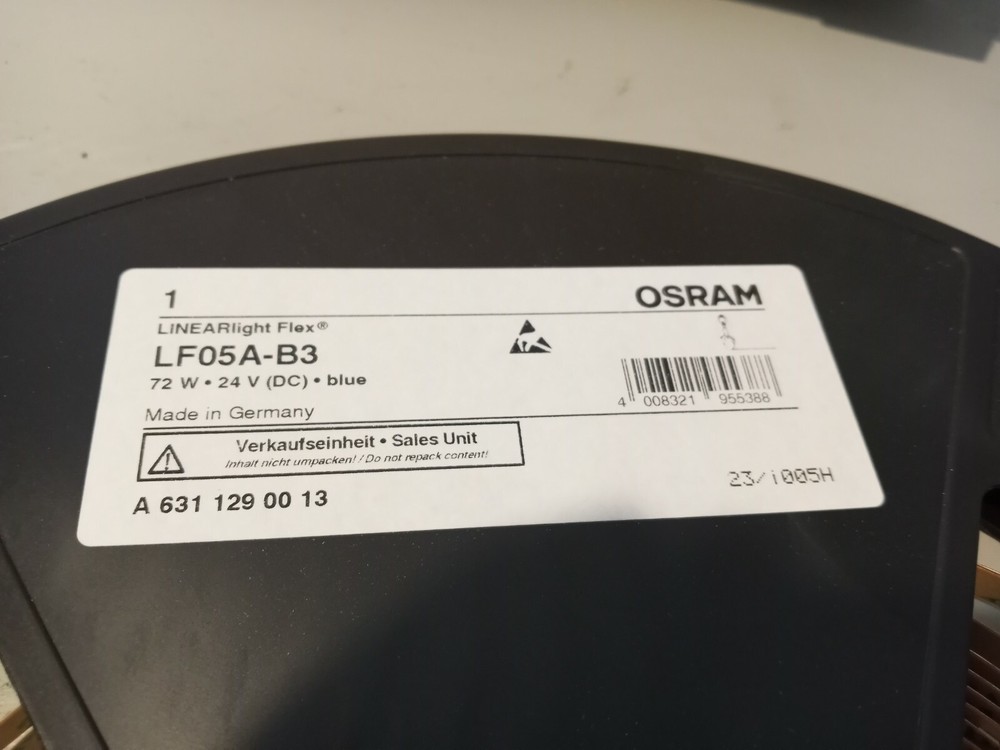 1
OSRAM
LINEARlight Flex®
LF05A-B3
72 W • 24 V (DC) • blue
4 008321 955388
Made in Germany
Verkaufseinheit • Sales Unit
Inhalt nicht umpacken! / Do not repack content!
23/i005H
A 631 129 00 13